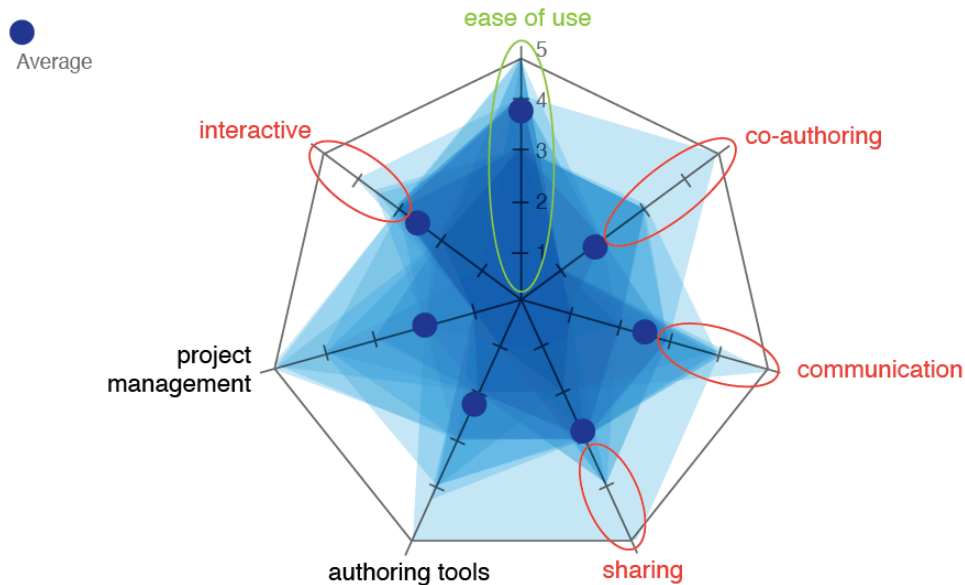 ease of use
Average
5
4
3
2
1
interactive
co-authoring
project
management
communication
authoring tools
sharing